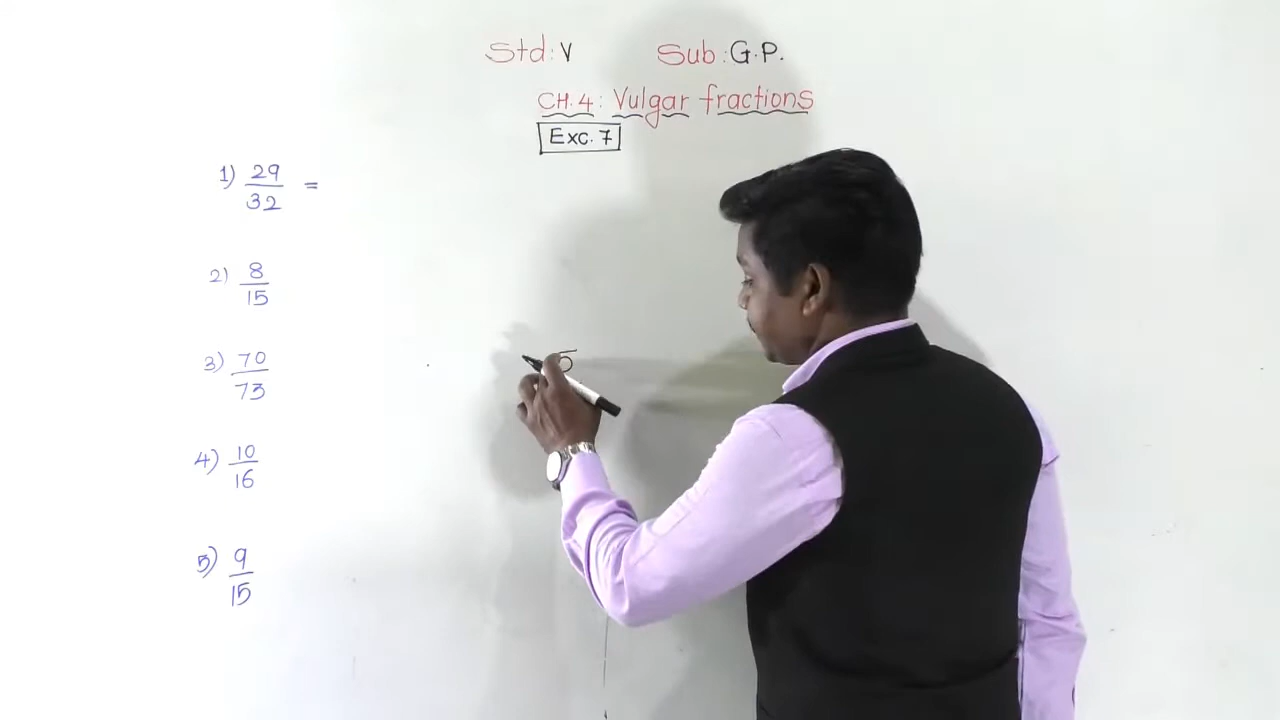 Std: V Sub: G.P.
CH.4: Vulgar fractions
Exc. 7
1) 29/32 =
2) 8/15
3) 70/73
4) 10/16
5) 9/15